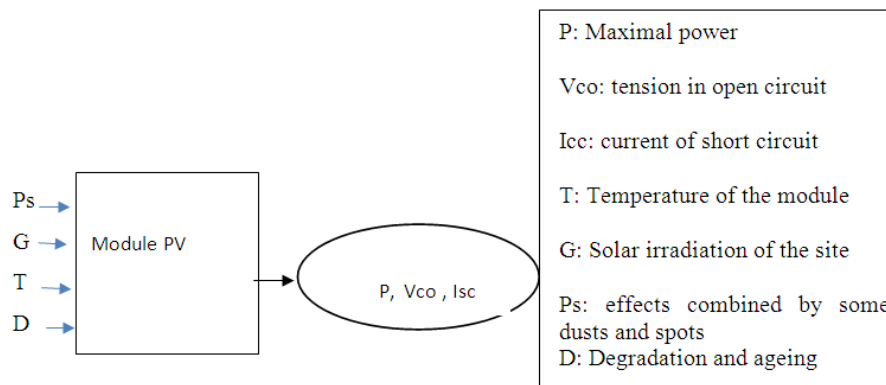 Ps
G
T
D
Module PV
P, Vco , Isc
P: Maximal power
Vco: tension in open circuit
Icc: current of short circuit
T: Temperature of the module
G: Solar irradiation of the site
Ps: effects combined by some
dusts and spots
D: Degradation and ageing